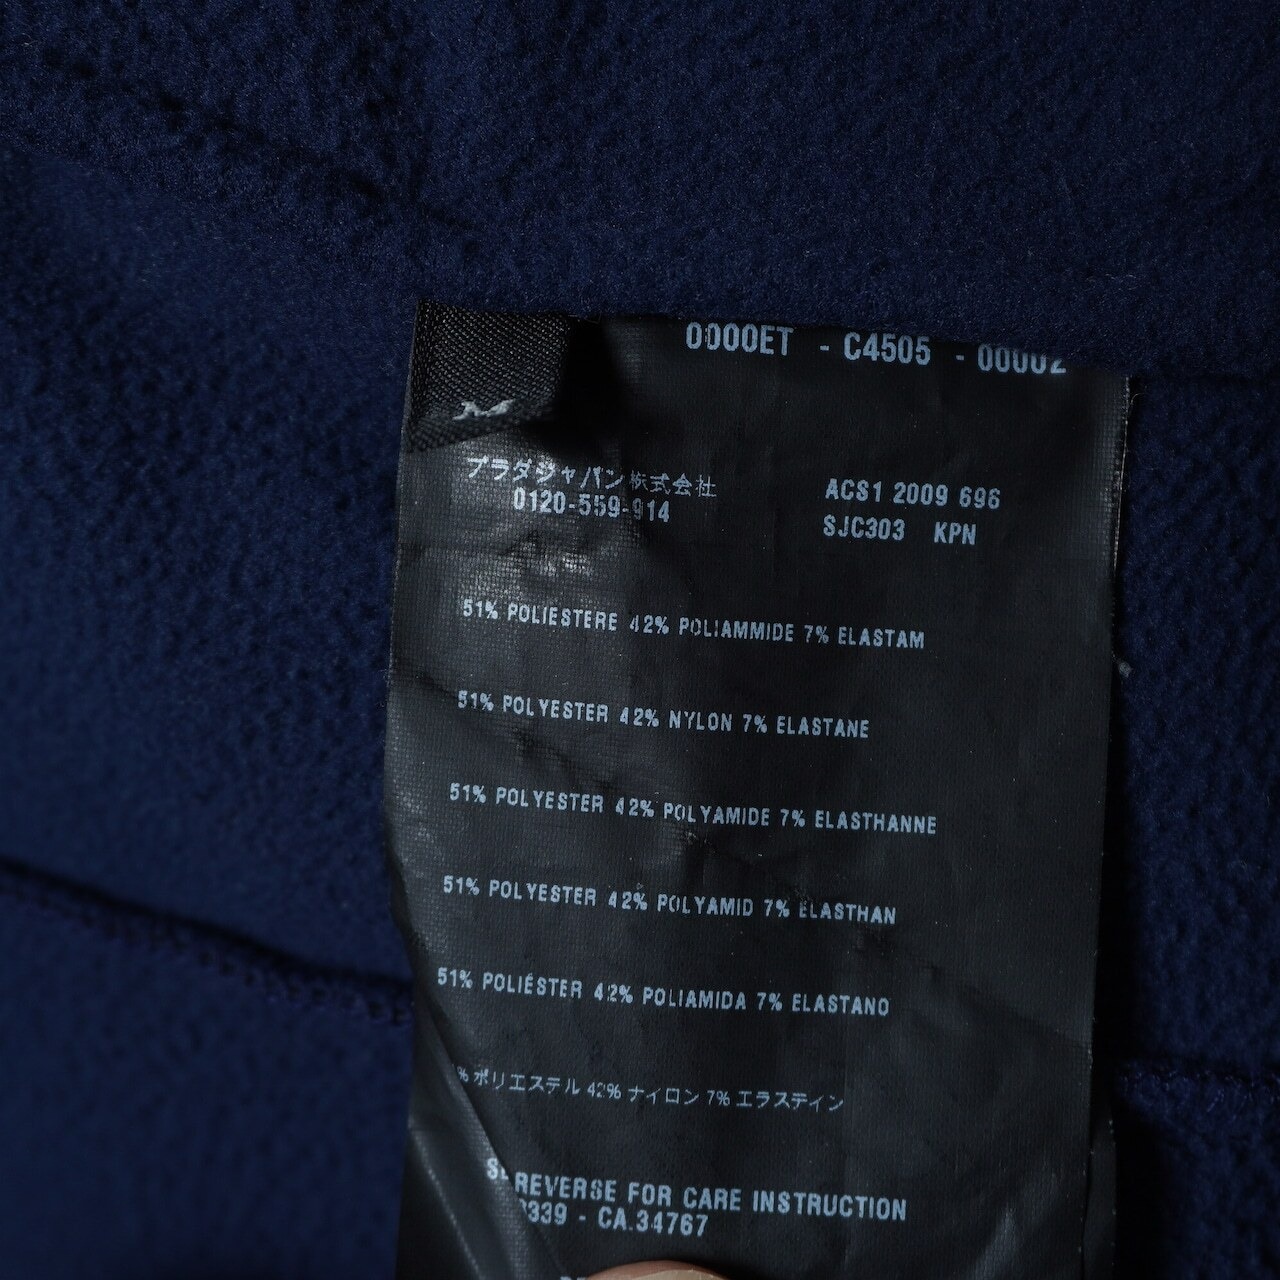 0000ET - C4505 - 00002
M
プラダジャパン株式会社
0120-559-914
ACS1 2009 696
SJC303 KPN
51% POLIESTERE 42% POLIAMMIDE 7% ELASTAM
51% POLYESTER 42% NYLON 7% ELASTANE
51% POLYESTER 42% POLYAMIDE 7% ELASTHANNE
51% POLYESTER 42% POLYAMID 7% ELASTHAN
51% POLIÉSTER 42% POLIAMIDA 7% ELASTANO
% ポリエステル 42% ナイロン 7% エラスティン
REVERSE FOR CARE INSTRUCTION
339 - CA.34767